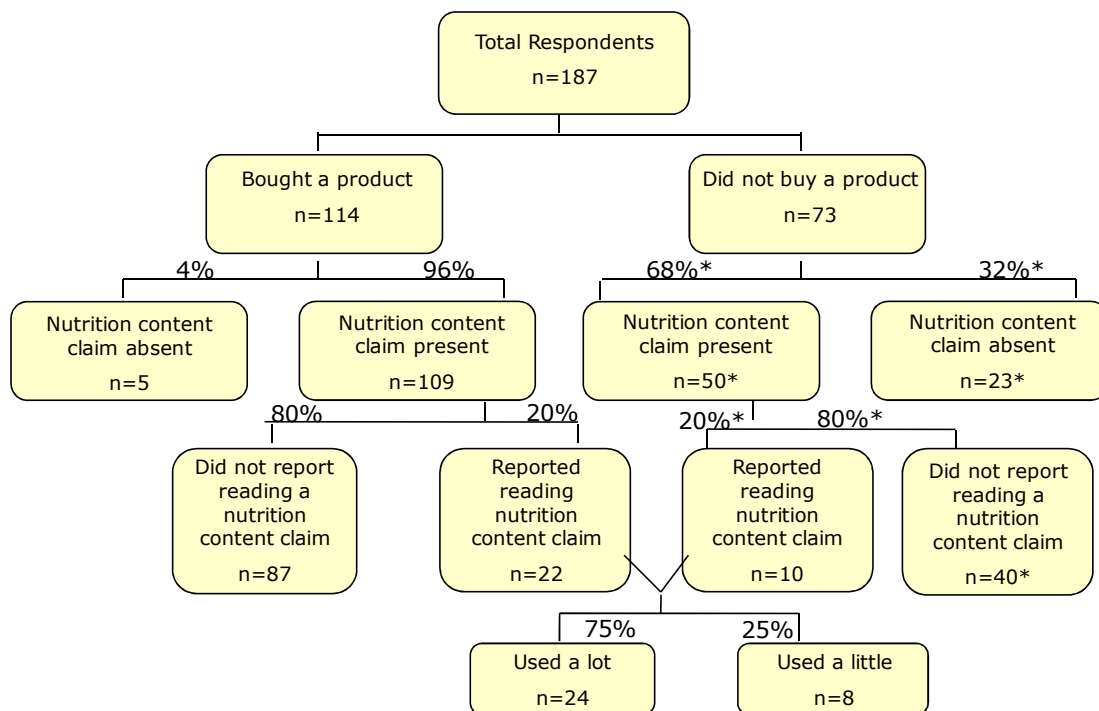 Total Respondents
n=187
Bought a product
n=114
Did not buy a product
n=73
4%
96%
68%*
32%*
Nutrition content
claim absent
n=5
Nutrition content
claim present
n=109
Nutrition content
claim present
n=50*
Nutrition content
claim absent
n=23*
80%
20%
20%*
80%*
Did not report
reading a
nutrition
content claim
n=87
Reported
reading
nutrition
content claim
n=22
Reported
reading
nutrition
content claim
n=10
Did not report
reading a
nutrition
content claim
n=40*
75%
25%
Used a lot
n=24
Used a little
n=8